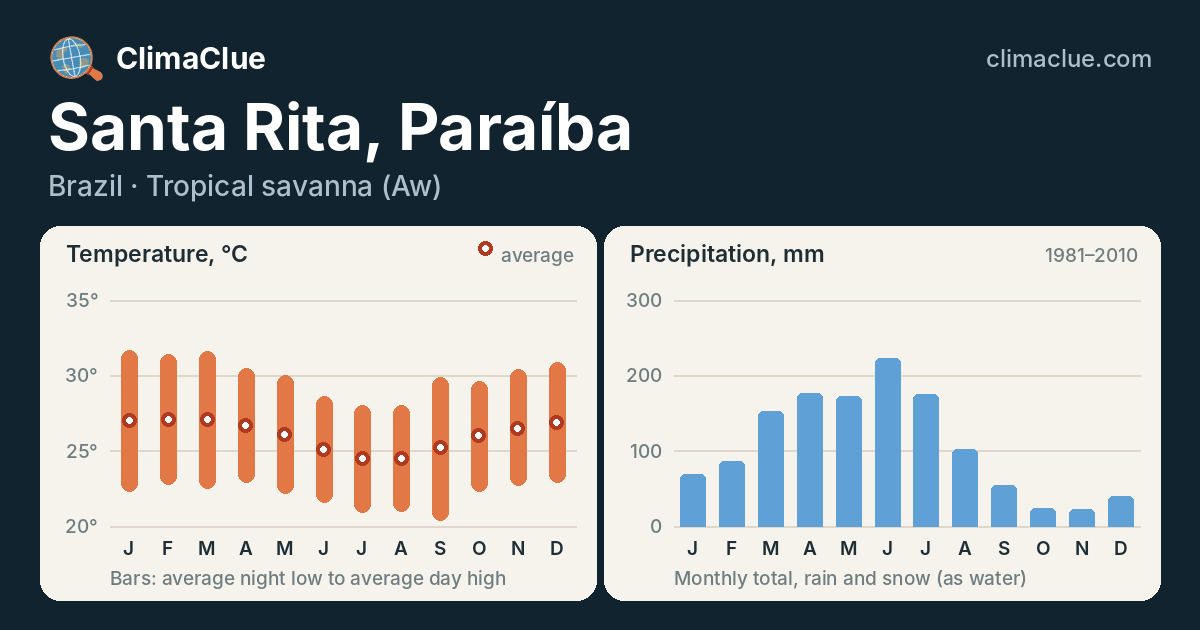 ClimaClue
climaclue.com
Santa Rita, Paraíba
Brazil · Tropical savanna (Aw)
Temperature, °C
average
35°
30°
25°
20°
J F M A M J J A S O N D
Bars: average night low to average day high
Precipitation, mm
1981–2010
300
200
100
0
J F M A M J J A S O N D
Monthly total, rain and snow (as water)